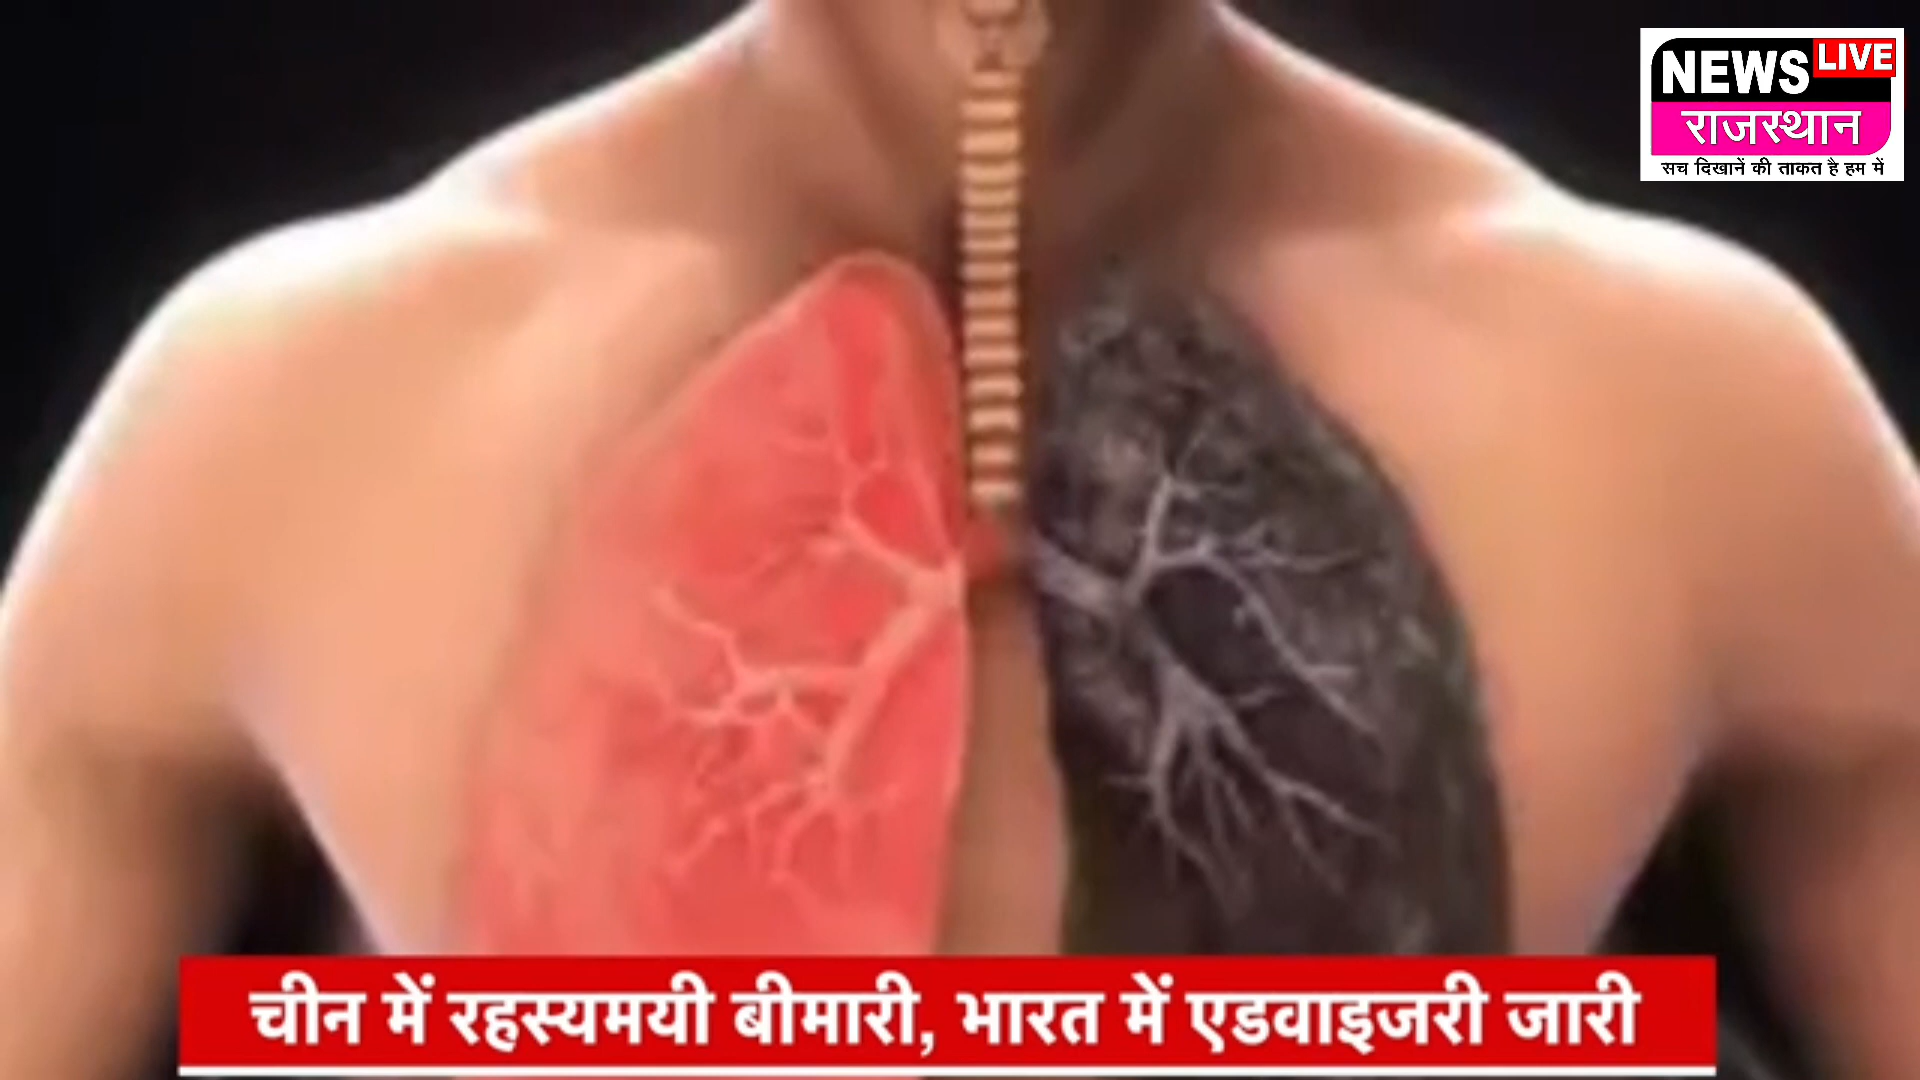 NEWS LIVE
राजस्थान
सच दिखानें की ताकत है हम में
चीन में रहस्यमयी बीमारी, भारत में एडवाइजरी जारी